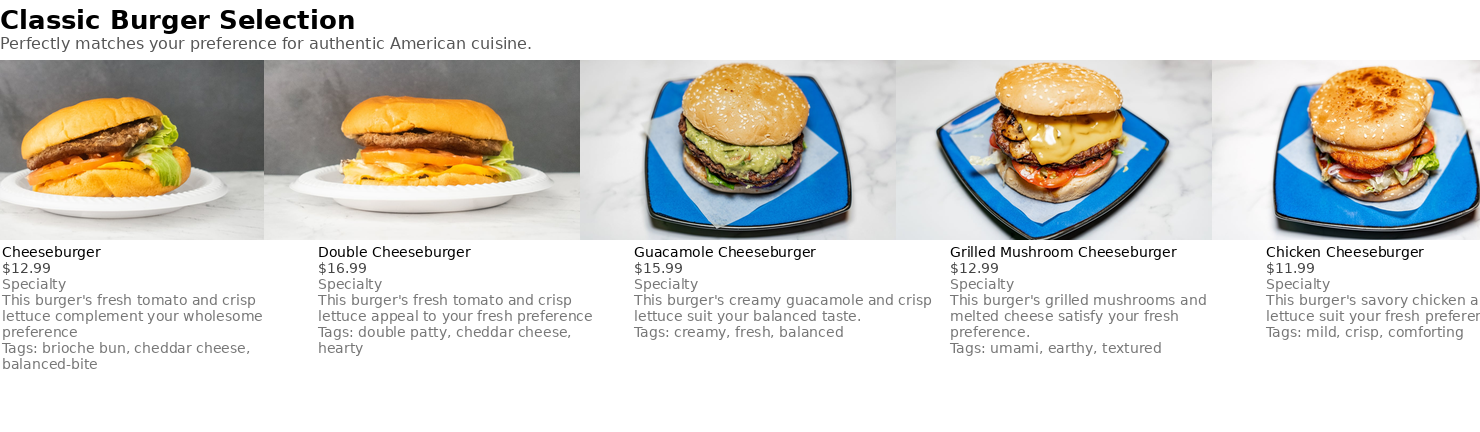 Classic Burger Selection
Perfectly matches your preference for authentic American cuisine.
Cheeseburger
$12.99
Specialty
This burger's fresh tomato and crisp
lettuce complement your wholesome
preference
Tags: brioche bun, cheddar cheese,
balanced-bite
Double Cheeseburger
$16.99
Specialty
This burger's fresh tomato and crisp
lettuce appeal to your fresh preference
Tags: double patty, cheddar cheese,
hearty
Guacamole Cheeseburger
$15.99
Specialty
This burger's creamy guacamole and crisp
lettuce suit your balanced taste.
Tags: creamy, fresh, balanced
Grilled Mushroom Cheeseburger
$12.99
Specialty
This burger's grilled mushrooms and
melted cheese satisfy your fresh
preference.
Tags: umami, earthy, textured
Chicken Cheeseburger
$11.99
Specialty
This burger's savory chicken
lettuce suit your fresh
Tags: mild, crisp, comforting